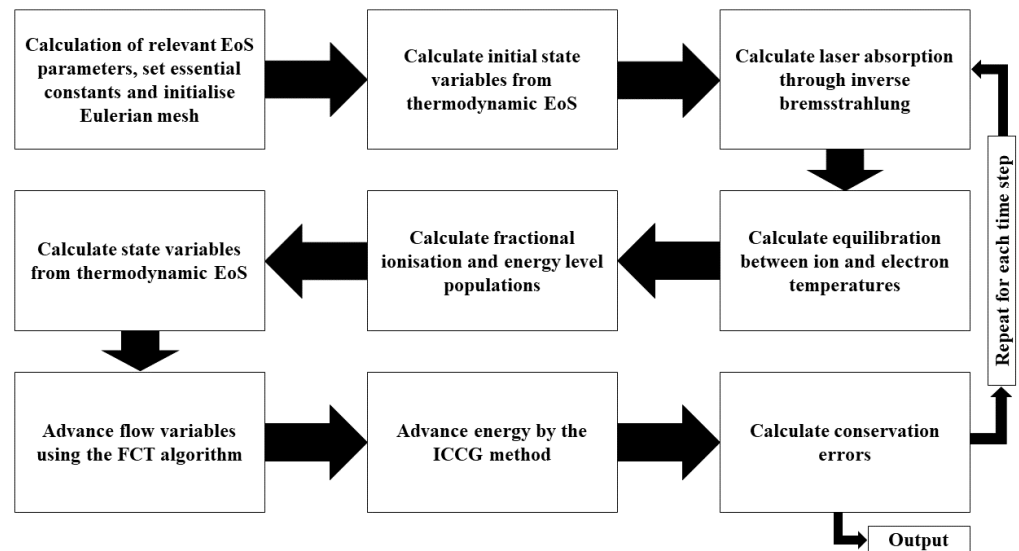 Calculation of relevant EoS
parameters, set essential
constants and initialise
Eulerian mesh
Calculate initial state
variables from
thermodynamic EoS
Calculate laser absorption
through inverse
bremsstrahlung
Calculate equilibration
between ion and electron
temperatures
Calculate fractional
ionisation and energy level
populations
Calculate state variables
from thermodynamic EoS
Advance flow variables
using the FCT algorithm
Advance energy by the
ICCG method
Calculate conservation
errors
Repeat for each time step
Output